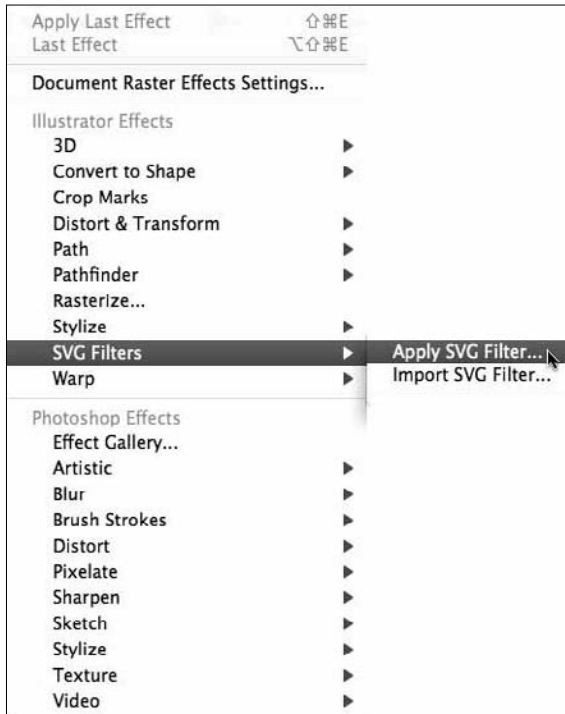 Apply Last Effect ⇧⌘E
Last Effect ⌥⇧⌘E
Document Raster Effects Settings...
Illustrator Effects
3D
Convert to Shape
Crop Marks
Distort & Transform
Path
Pathfinder
Rasterize...
Stylize
SVG Filters
Apply SVG Filter...
Import SVG Filter...
Warp
Photoshop Effects
Effect Gallery...
Artistic
Blur
Brush Strokes
Distort
Pixelate
Sharpen
Sketch
Stylize
Texture
Video